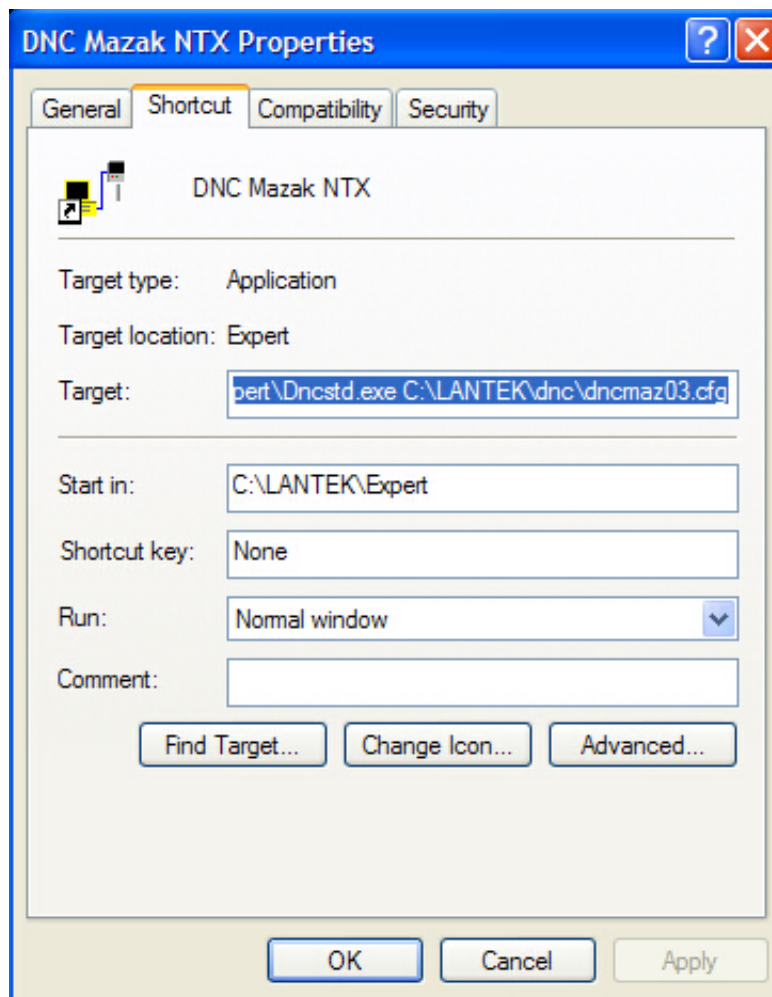 DNC Mazak NTX Properties
General Shortcut Compatibility Security
DNC Mazak NTX
Target type: Application
Target location: Expert
Target: pert\Dncstd.exe C:\LANTEK\dnc\dncmaz03.cfg
Start in: C:\LANTEK\Expert
Shortcut key: None
Run: Normal window
Comment:
Find Target... Change Icon... Advanced...
OK Cancel Apply